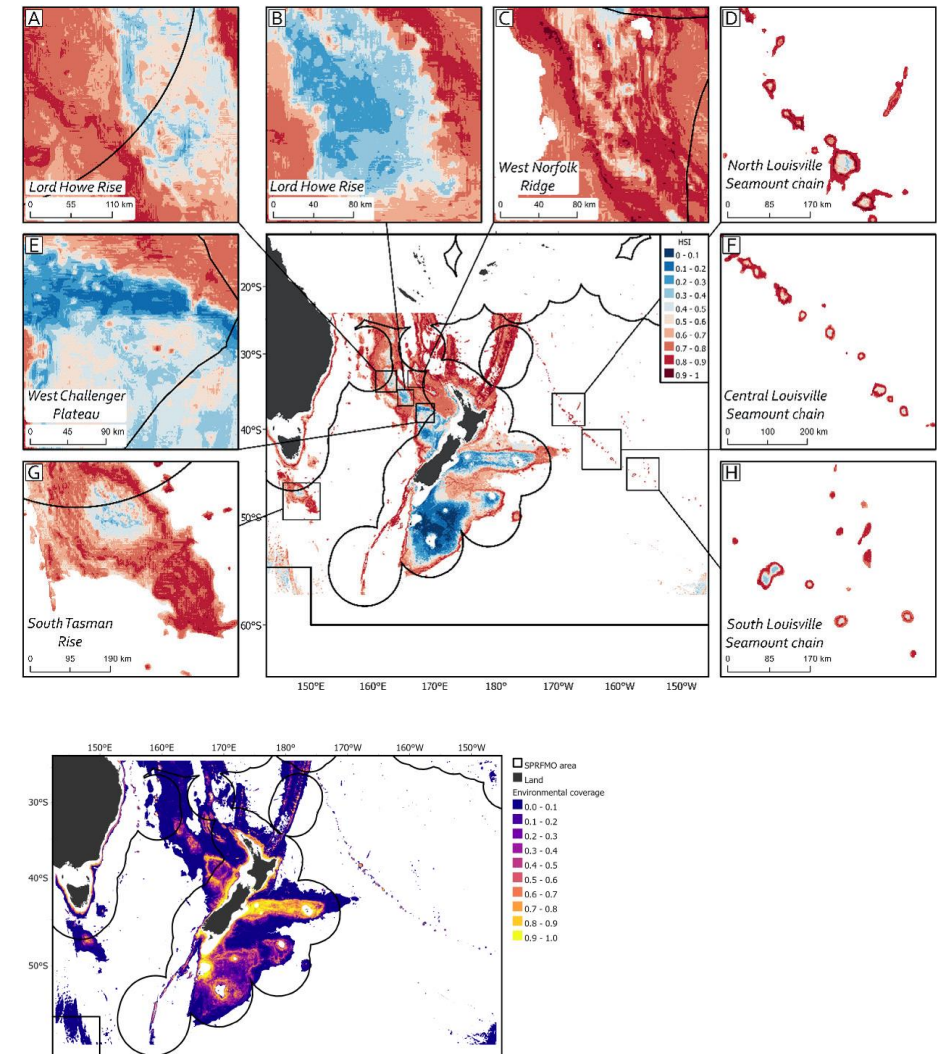 A
Lord Howe Rise
0 55 110 km
B
Lord Howe Rise
0 40 80 km
C
West Norfolk
Ridge
0 40 80 km
D
North Louisville
Seamount chain
0 85 170 km
E
West Challenger
Plateau
0 46 90 km
20°S
30°S
40°S
50°S
60°S
HSI
0 - 0.1
0.1 - 0.2
0.2 - 0.3
0.3 - 0.4
0.4 - 0.5
0.5 - 0.6
0.6 - 0.7
0.7 - 0.8
0.8 - 0.9
0.9 - 1
F
Central Louisville
Seamount chain
0 100 200 km
G
South Tasman
Rise
0 95 190 km
H
South Louisville
Seamount chain
0 85 170 km
150°E 160°E 170°E 180° 170°W 160°W 150°W
150°E 160°E 170°E 180° 170°W 160°W 150°W
30°S
40°S
50°S
SPRFMO area
Land
Environmental coverage
0.0 - 0.1
0.1 - 0.2
0.2 - 0.3
0.3 - 0.4
0.4 - 0.5
0.5 - 0.6
0.6 - 0.7
0.7 - 0.8
0.8 - 0.9
0.9 - 1.0